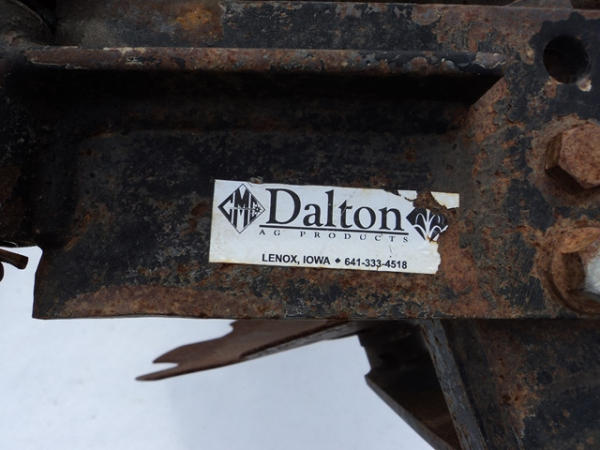 Dalton
AG PRODUCTS
LENOX, IOWA • 641-333-4518